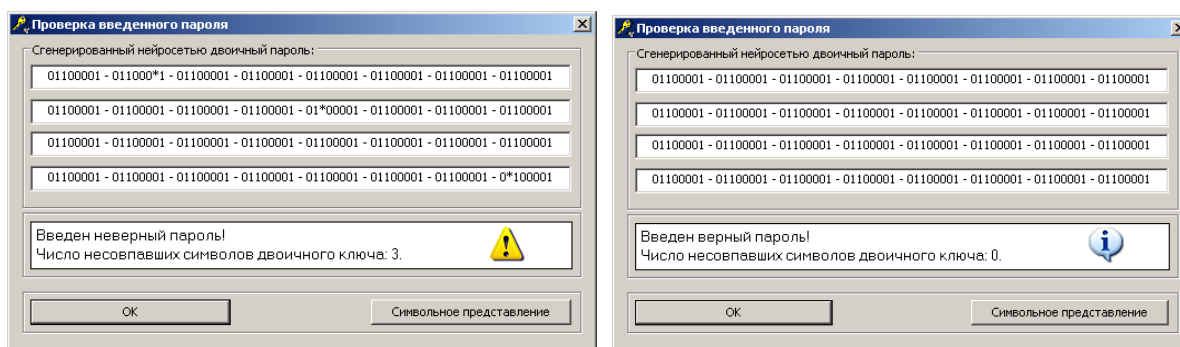 Проверка введенного пароля
Сгенерированный нейросетью двоичный пароль:
01100001 - 011000*1 - 01100001 - 01100001 - 01100001 - 01100001 - 01100001 - 01100001
01100001 - 01100001 - 01100001 - 01100001 - 01*00001 - 01100001 - 01100001 - 01100001
01100001 - 01100001 - 01100001 - 01100001 - 01100001 - 01100001 - 01100001 - 01100001
01100001 - 01100001 - 01100001 - 01100001 - 01100001 - 01100001 - 01100001 - 0*100001
Введен неверный пароль!
Число несовпавших символов двоичного ключа: 3.
OK
Символьное представление
Проверка введенного пароля
Сгенерированный нейросетью двоичный пароль:
01100001 - 01100001 - 01100001 - 01100001 - 01100001 - 01100001 - 01100001 - 01100001
01100001 - 01100001 - 01100001 - 01100001 - 01100001 - 01100001 - 01100001 - 01100001
01100001 - 01100001 - 01100001 - 01100001 - 01100001 - 01100001 - 01100001 - 01100001
01100001 - 01100001 - 01100001 - 01100001 - 01100001 - 01100001 - 01100001 - 01100001
Введен верный пароль!
Число несовпавших символов двоичного ключа: 0.
OK
Символьное представление